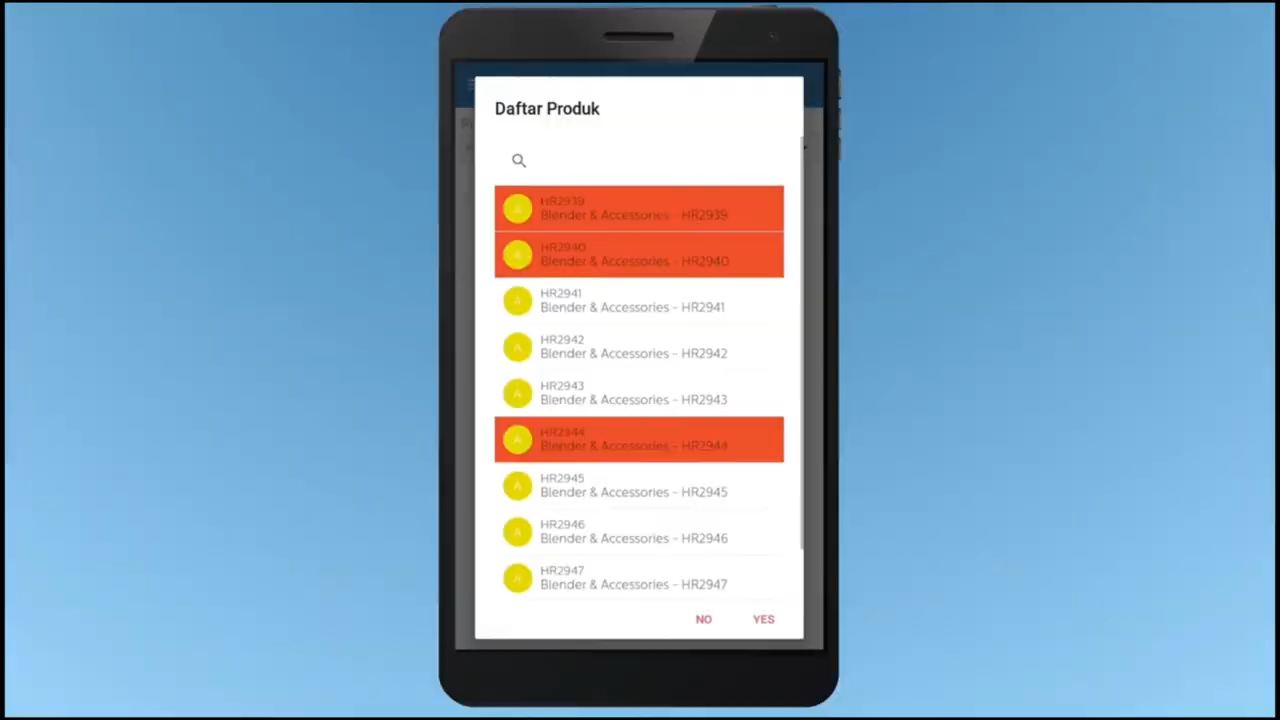 Daftar Produk
A
HR2939
Blender & Accessories - HR2939
A
HR2940
Blender & Accessories - HR2940
A
HR2941
Blender & Accessories - HR2941
A
HR2942
Blender & Accessories - HR2942
A
HR2943
Blender & Accessories - HR2943
A
HR2944
Blender & Accessories - HR2944
A
HR2945
Blender & Accessories - HR2945
A
HR2946
Blender & Accessories - HR2946
A
HR2947
Blender & Accessories - HR2947
NO
YES